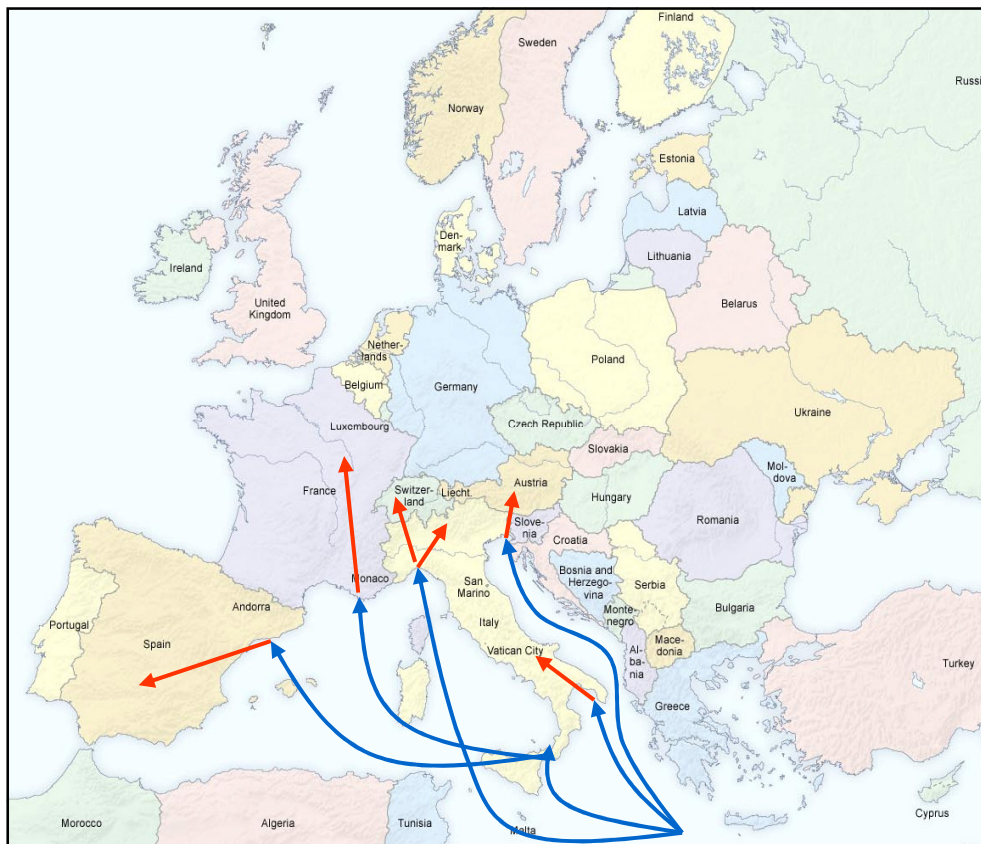 Finland
Sweden
Russi
Norway
Estonia
Latvia
Den-
mark
Lithuania
Ireland
United
Kingdom
Belarus
Nether-
lands
Belgium
Poland
Germany
Ukraine
Luxembourg
Czech Republic
Slovakia
Mol-
dova
France
Switzer-
land
Liecht.
Austria
Hungary
Romania
Slove-
nia
Croatia
Monaco
Bosnia and
Herzego-
vina
San
Marino
Serbia
Andorra
Monte-
negro
Bulgaria
Portugal
Italy
Spain
Vatican City
Al-
ba-
nia
Mace-
donia
Turkey
Greece
Cyprus
Morocco
Algeria
Tunisia
Malta